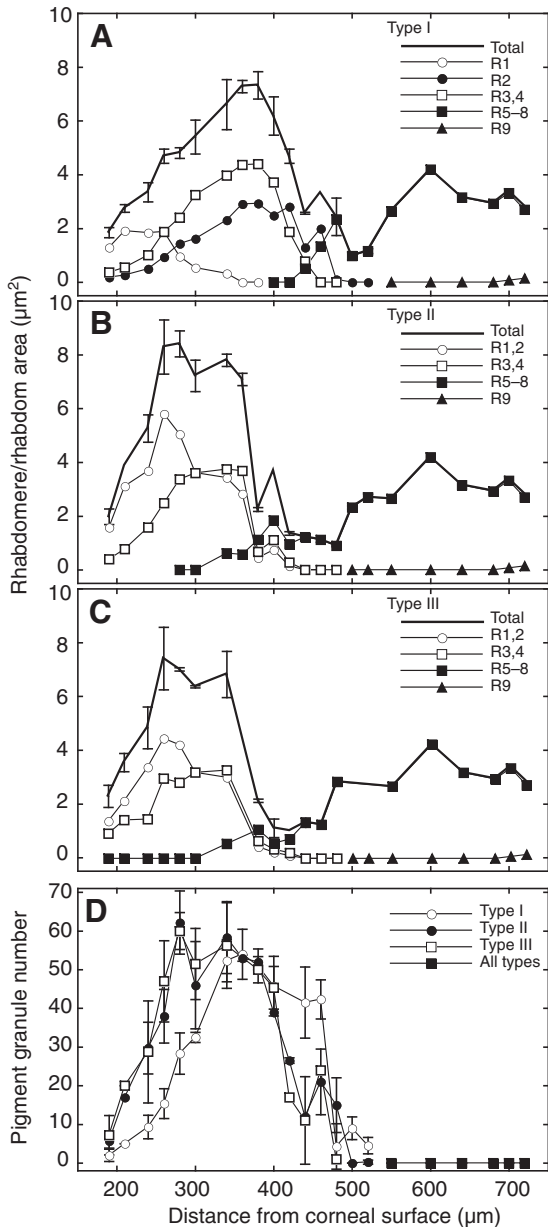 A
Type I
Total
R1
R2
R3,4
R5–8
R9
10
8
6
4
2
0
B
Type II
Total
R1,2
R3,4
R5–8
R9
10
8
6
4
2
0
Rhabdomere/rhabdom area (µm²)
C
Type III
Total
R1,2
R3,4
R5–8
R9
10
8
6
4
2
0
D
Type I
Type II
Type III
All types
70
60
50
40
30
20
10
0
Pigment granule number
200 300 400 500 600 700
Distance from corneal surface (µm)